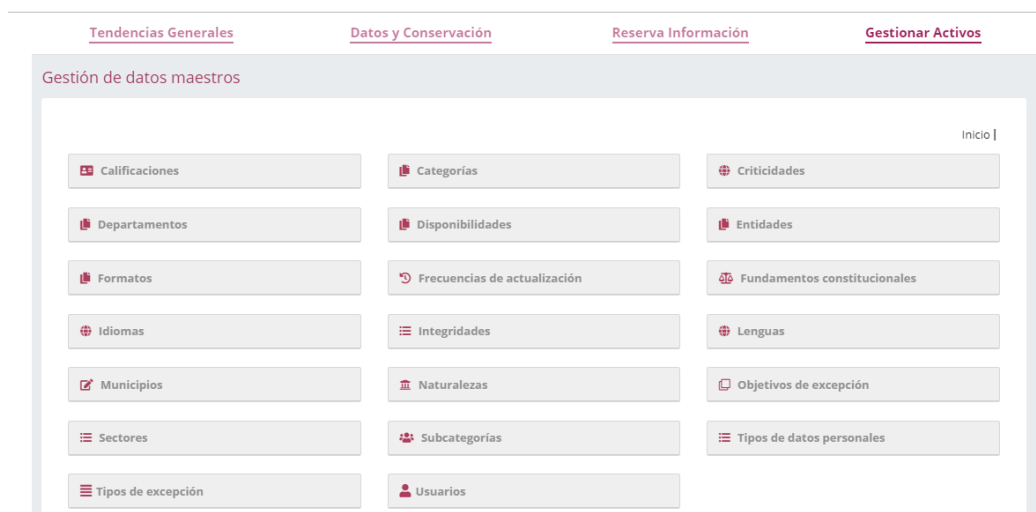 Tendencias Generales Datos y Conservación Reserva Información Gestionar Activos
Gestión de datos maestros
Inicio |
Calificaciones Categorías Criticidades
Departamentos Disponibilidades Entidades
Formatos Frecuencias de actualización Fundamentos constitucionales
Idiomas Integridades Lenguas
Municipios Naturalezas Objetivos de excepción
Sectores Subcategorías Tipos de datos personales
Tipos de excepción Usuarios